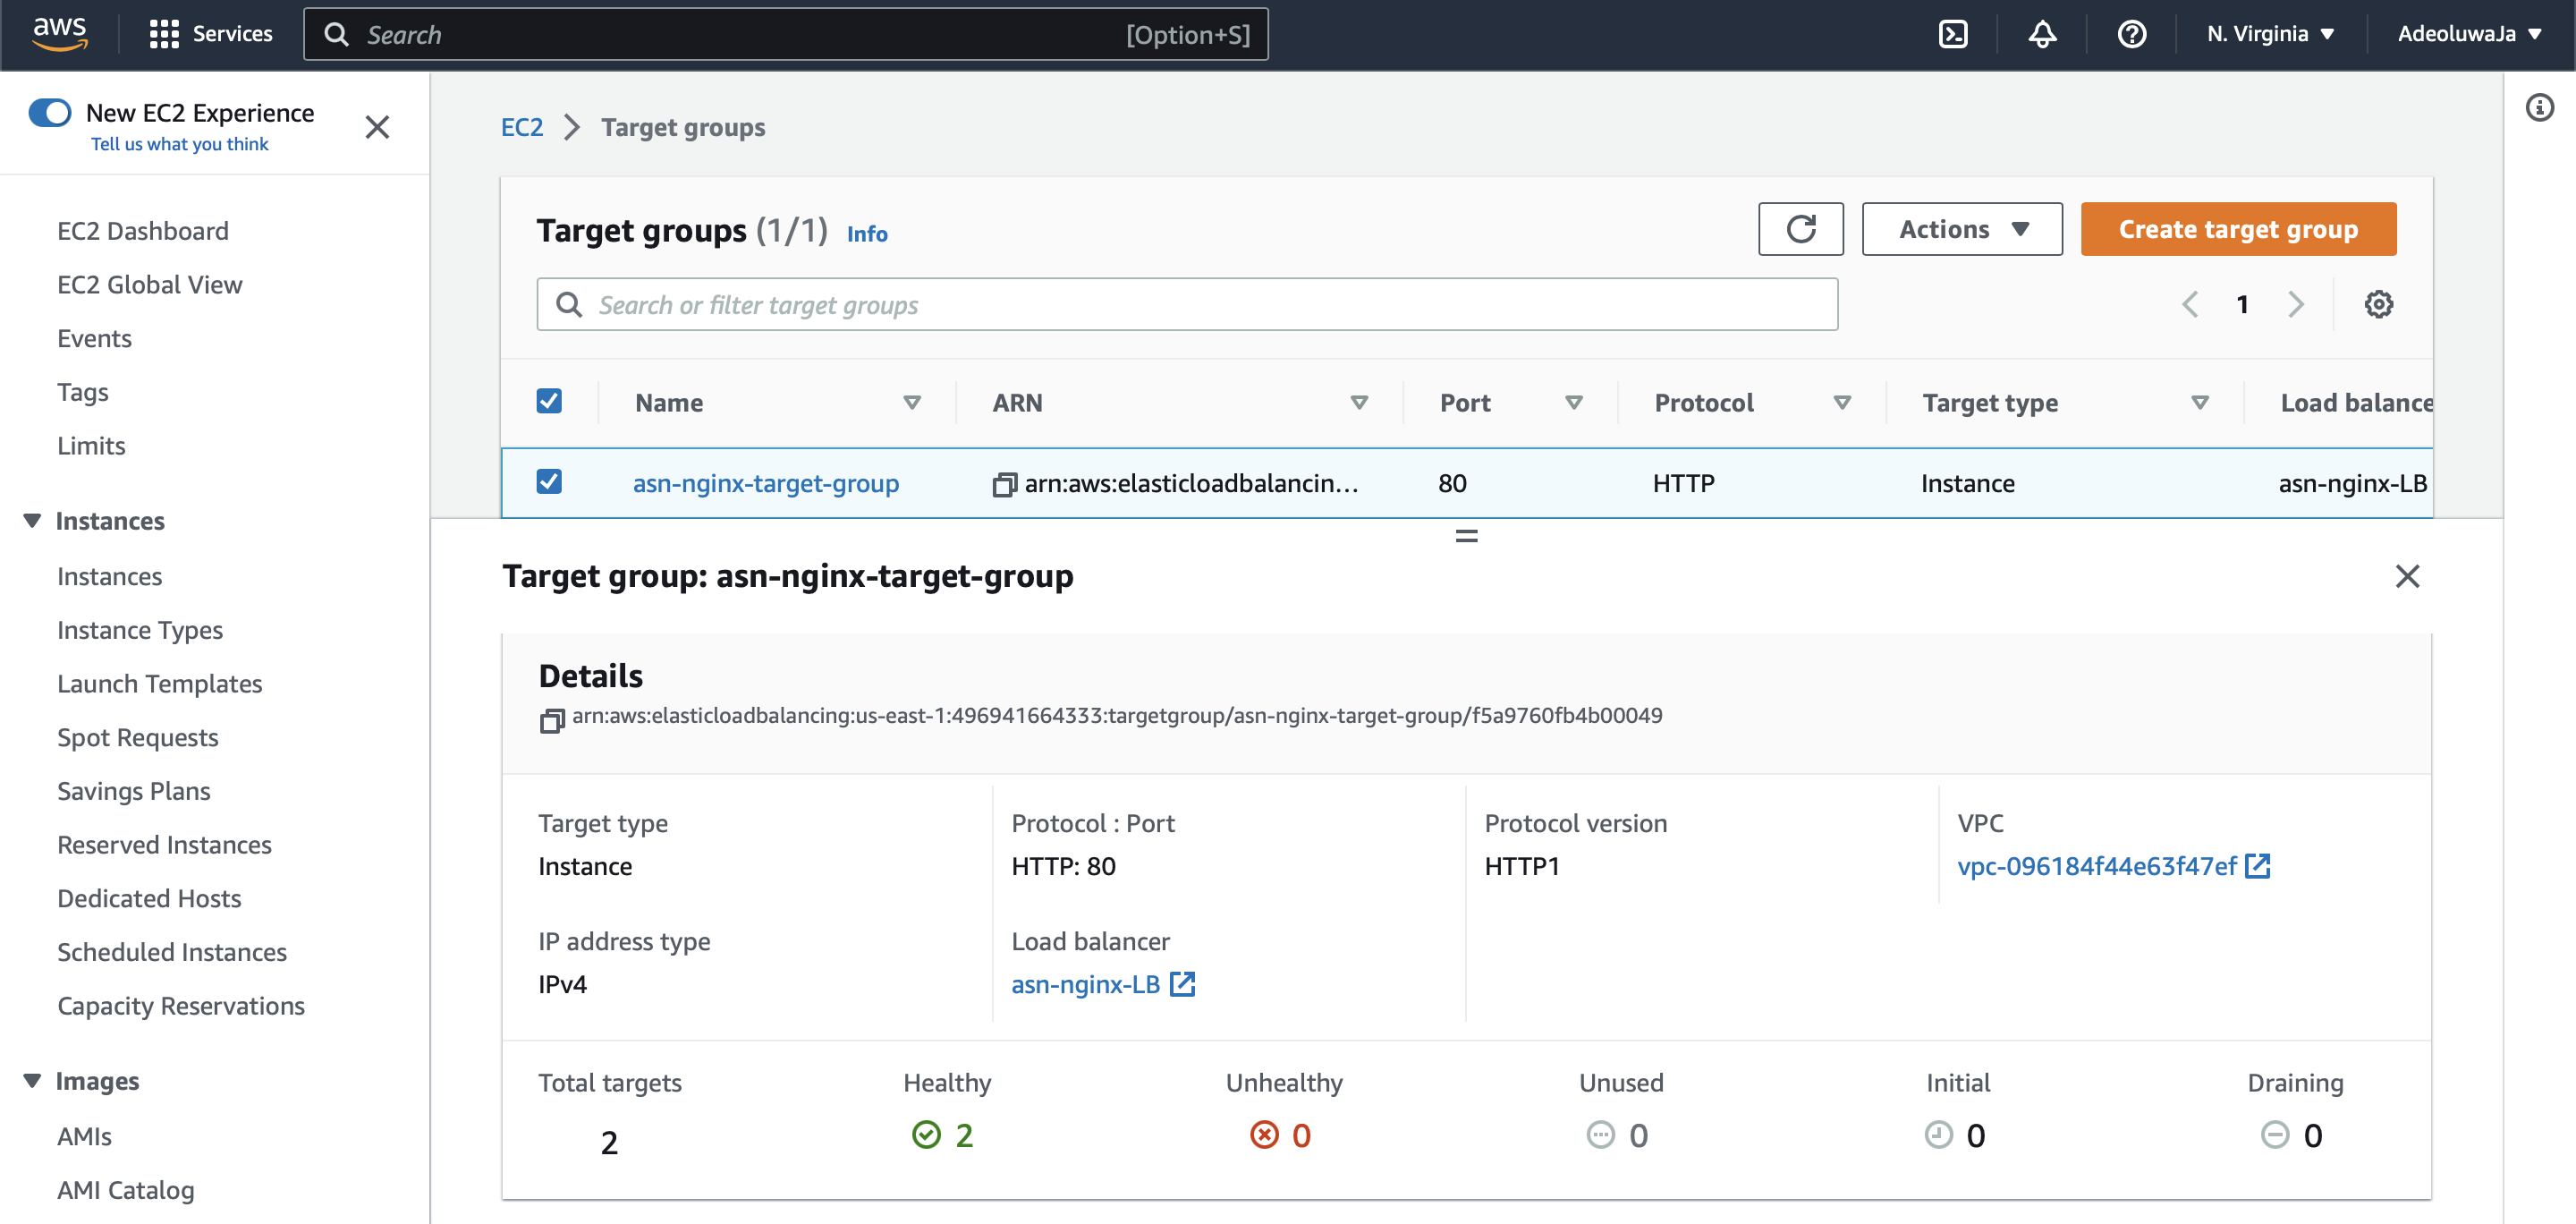 aws Services Search [Option+S] N. Virginia AdeoluwaJa
New EC2 Experience
Tell us what you think
EC2 Dashboard
EC2 Global View
Events
Tags
Limits
Instances
Instances
Instance Types
Launch Templates
Spot Requests
Savings Plans
Reserved Instances
Dedicated Hosts
Scheduled Instances
Capacity Reservations
Images
AMIs
AMI Catalog
EC2 Target groups
Target groups (1/1) Info Actions Create target group
Search or filter target groups 1
Name ARN Port Protocol Target type Load balance
asn-nginx-target-group arn:aws:elasticloadbalancin... 80 HTTP Instance asn-nginx-LB
Target group: asn-nginx-target-group
Details
arn:aws:elasticloadbalancing:us-east-1:496941664333:targetgroup/asn-nginx-target-group/f5a9760fb4b00049
Target type Protocol : Port Protocol version VPC
Instance HTTP: 80 HTTP1 vpc-096184f44e63f47ef
IP address type Load balancer
IPv4 asn-nginx-LB
Total targets Healthy Unhealthy Unused Initial Draining
2 2 0 0 0 0